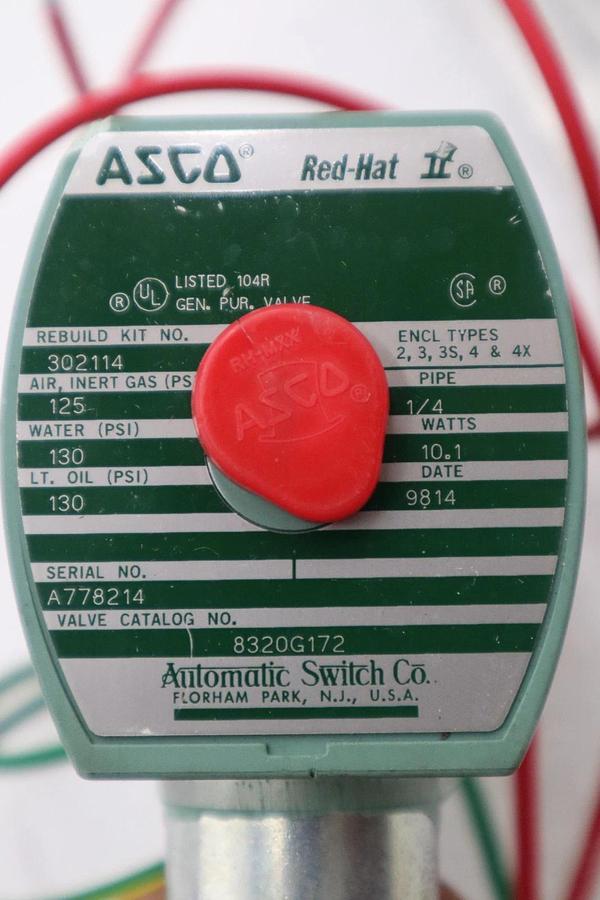 ASCO® Red-Hat II®
® UL LISTED 104R
GEN. PUR. VALVE
SA ®
REBUILD KIT NO.
302114
AIR, INERT GAS (PS
125
WATER (PSI)
130
LT. OIL (PSI)
130
ENCL TYPES
2, 3, 3S, 4 & 4X
PIPE
1/4
WATTS
10.1
DATE
9814
ASCO®
SERIAL NO.
A778214
VALVE CATALOG NO.
8320G172
Automatic Switch Co.
FLORHAM PARK, N.J., U.S.A.